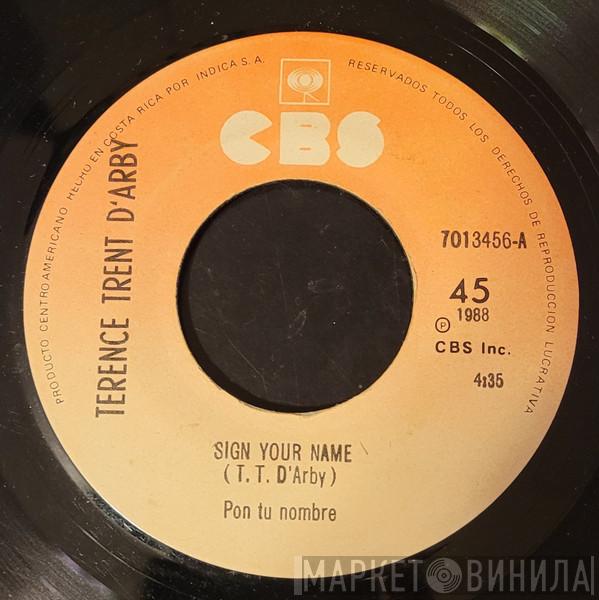 PRODUCTO CENTROAMERICANO HECHO EN COSTA RICA POR INDICA S.A.
RESERVADOS TODOS LOS DERECHOS DE REPRODUCCION LUCRATIVA
CBS
TERENCE TRENT D'ARBY
7013456-A
45
℗ 1988
CBS Inc.
4:35
SIGN YOUR NAME
(T.T. D'Arby)
Pon tu nombre
МАРКЕТ ВИНИЛА